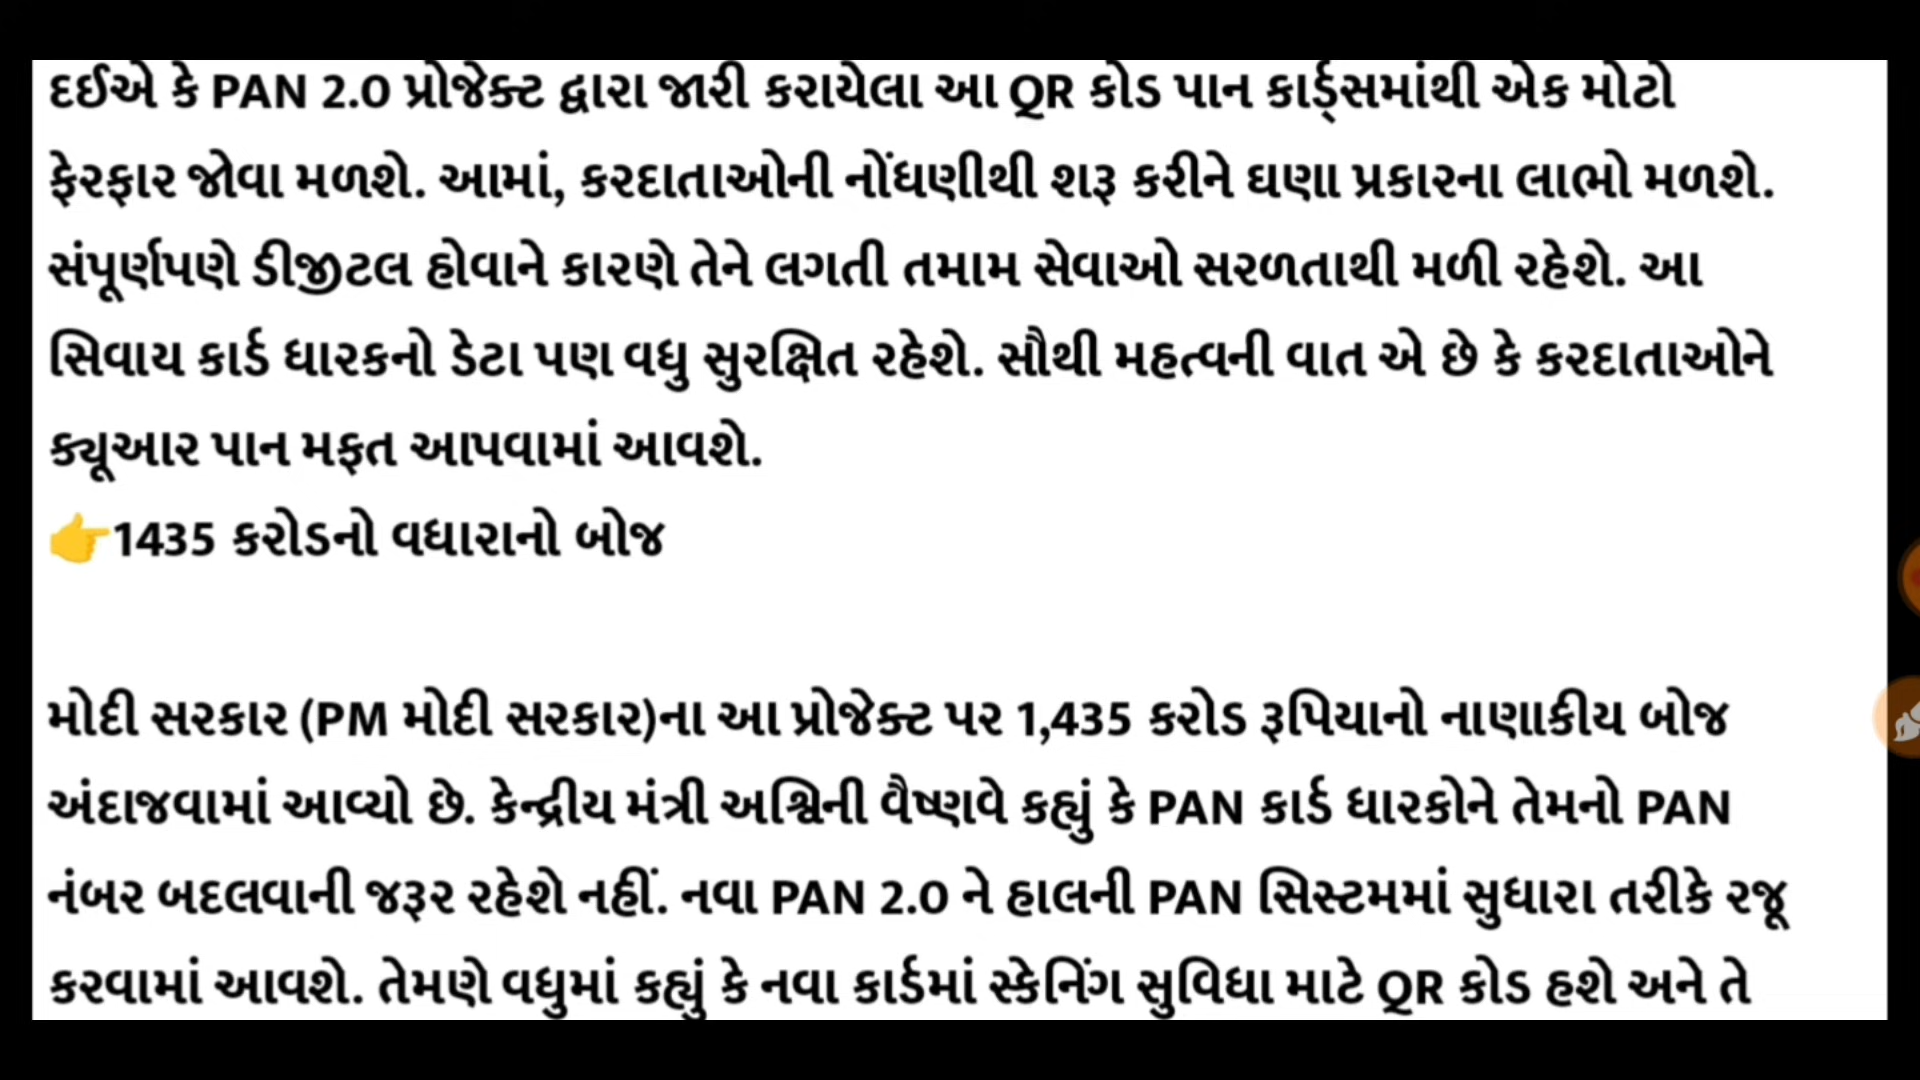 દઈએ કે PAN 2.0 પ્રોજેક્ટ દ્વારા જારી કરાયેલા આ QR કોડ પાન કાર્ડ્સમાંથી એક મોટો
ફેરફાર જોવા મળશે. આમાં, કરદાતાઓની નોંધણીથી શરૂ કરીને ઘણા પ્રકારના લાભો મળશે.
સંપૂર્ણપણે ડીજીટલ હોવાને કારણે તેને લગતી તમામ સેવાઓ સરળતાથી મળી રહેશે. આ
સિવાય કાર્ડ ધારકનો ડેટા પણ વધુ સુરક્ષિત રહેશે. સૌથી મહત્વની વાત એ છે કે કરદાતાઓને
ક્યૂઆર પાન મફત આપવામાં આવશે.
👉1435 કરોડનો વધારાનો બોજ
મોદી સરકાર (PM મોદી સરકાર)ના આ પ્રોજેક્ટ પર 1,435 કરોડ રૂપિયાનો નાણાકીય બોજ
અંદાજવામાં આવ્યો છે. કેન્દ્રીય મંત્રી અશ્વિની વૈષ્ણવે કહ્યું કે PAN કાર્ડ ધારકોને તેમનો PAN
નંબર બદલવાની જરૂર રહેશે નહીં. નવા PAN 2.0 ને હાલની PAN સિસ્ટમમાં સુધારા તરીકે રજૂ
કરવામાં આવશે. તેમણે વધુમાં કહ્યું કે નવા કાર્ડમાં સ્કેનિંગ સુવિધા માટે QR કોડ હશે અને તે